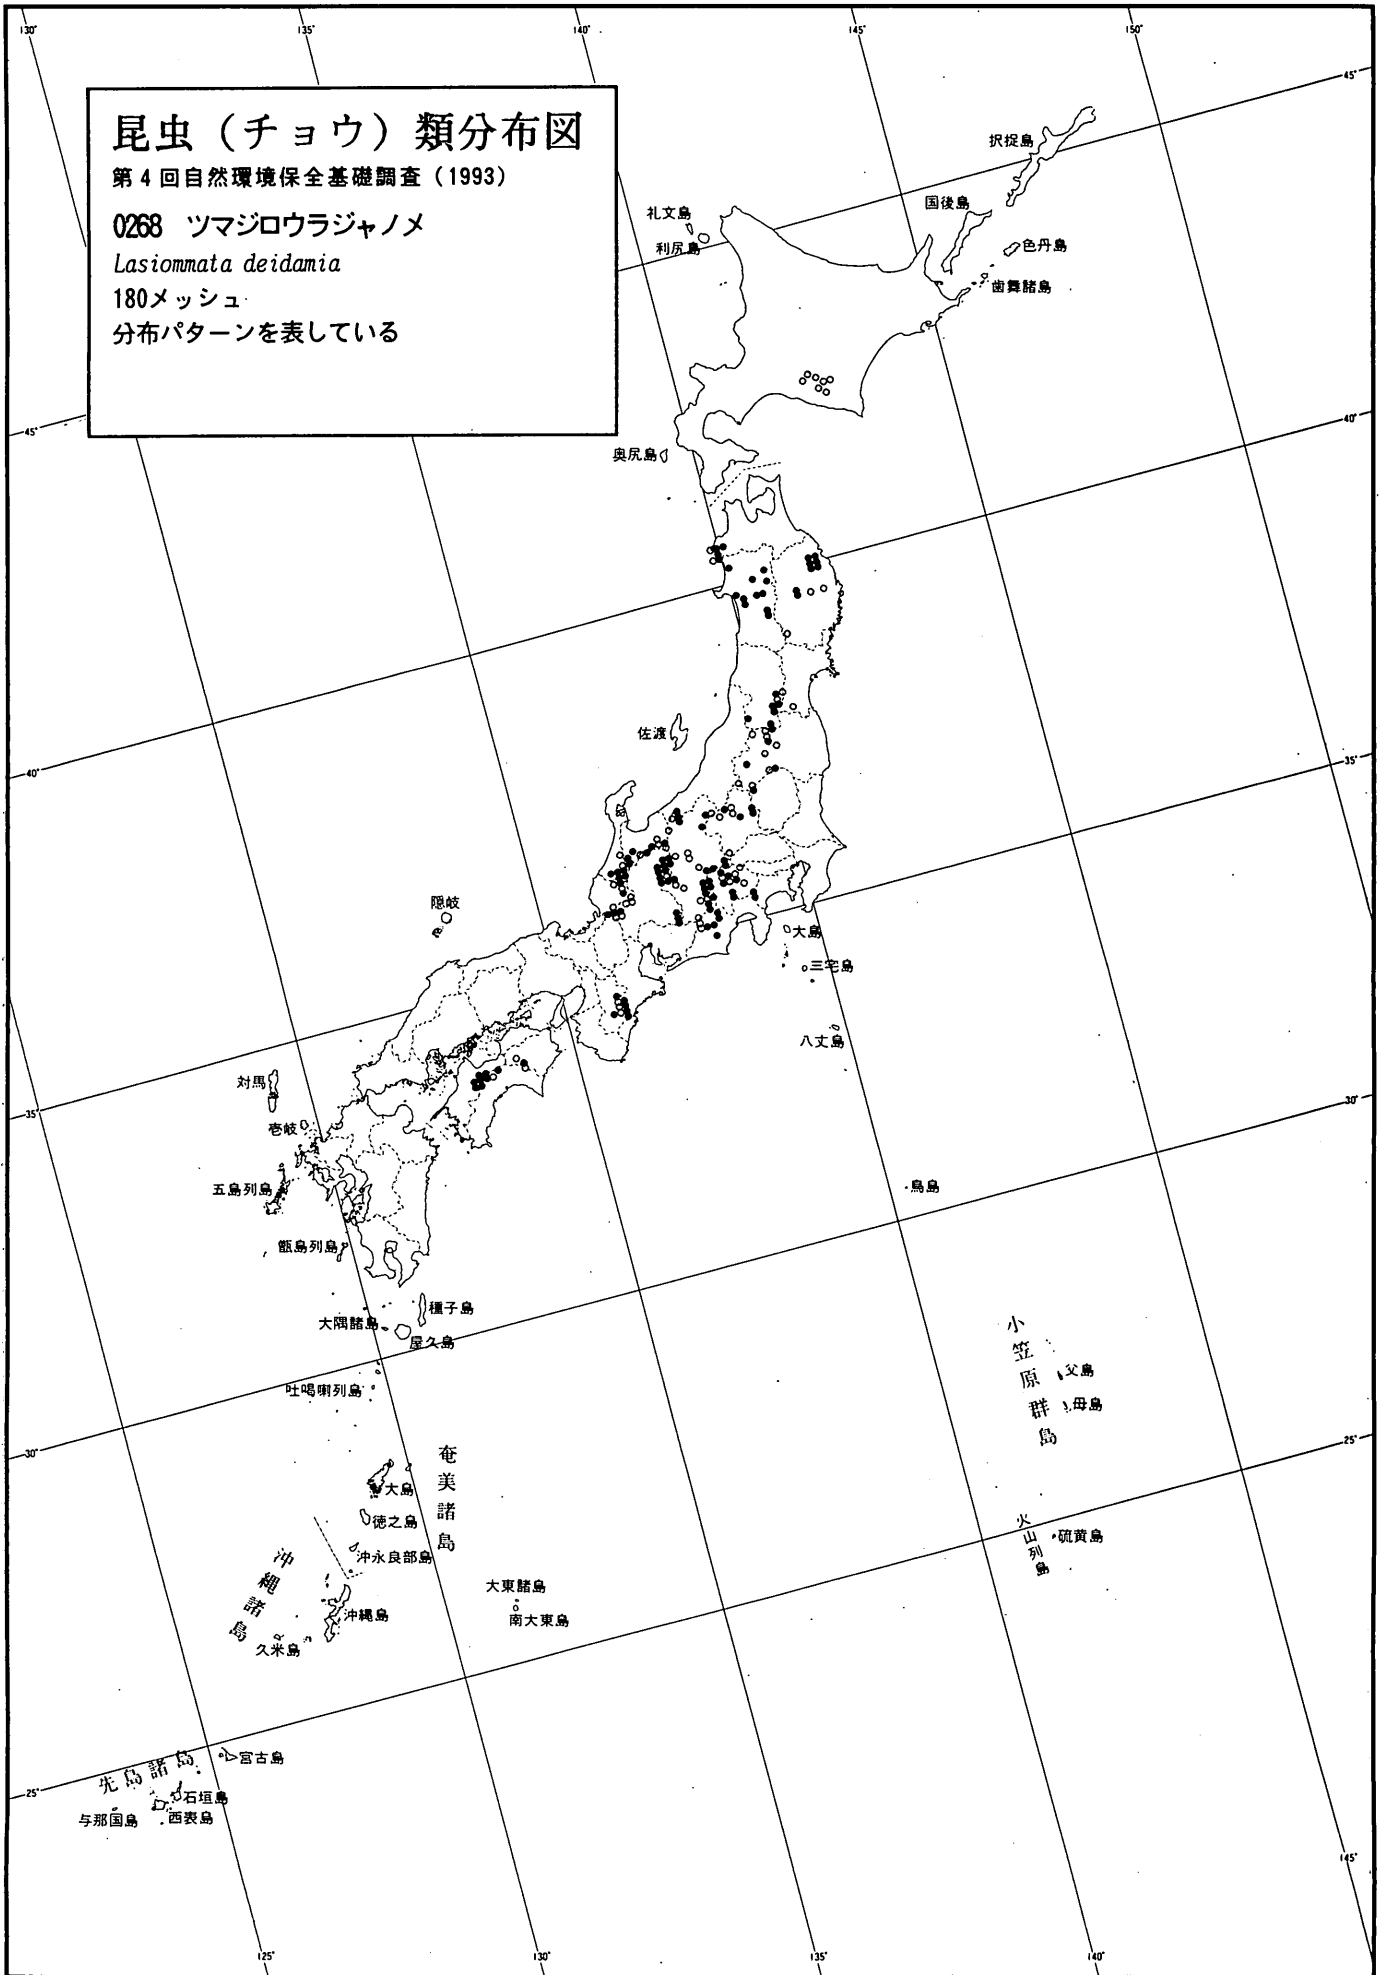 130°
135°
140°
145°
150°
昆虫（チョウ）類分布図
第4回自然環境保全基礎調査（1993）
0268 ツマジロウラジャノメ
Lasiommata deidamia
180メッシュ
分布パターンを表している
45°
択捉島
国後島
礼文島
利尻島
色丹島
歯舞諸島
45°
40°
奥尻島
佐渡
40°
35°
隠岐
大島
三宅島
八丈島
対馬
35°
壱岐
30°
五島列島
鳥島
甑島列島
種子島
大隅諸島
屋久島
小笠原群島
吐噶喇列島
父島
母島
30°
奄美諸島
25°
大島
徳之島
火山列島
硫黄島
沖永良部島
沖縄諸島
大東諸島
沖縄島
南大東島
久米島
先島諸島
宮古島
25°
石垣島
与那国島
西表島
145°
125°
130°
135°
140°